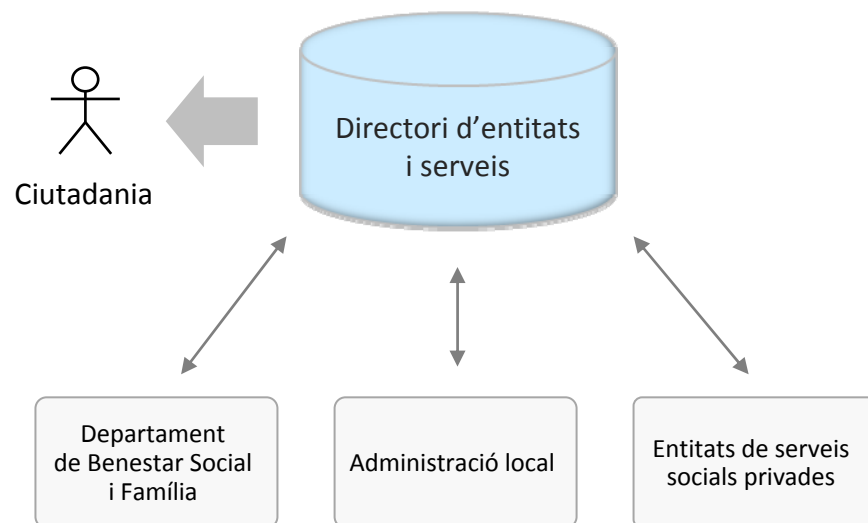 Directori d’entitats
i serveis
Ciutadania
Departament
de Benestar Social
i Família
Administració local
Entitats de serveis
socials privades